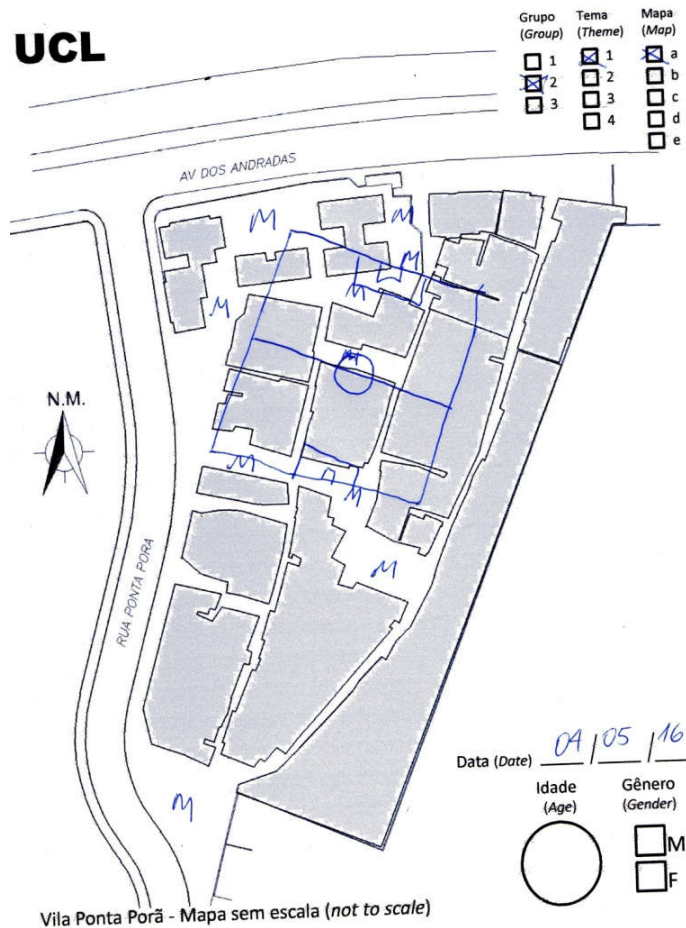 UCL
Grupo
(Group)
1
2
3
Tema
(Theme)
1
2
3
4
Mapa
(Map)
a
b
c
d
e
AV DOS ANDRADAS
M
M
M
M
M
M
N.M.
M
M
M
RUA PONTA PORA
M
Data (Date) 04 / 05 / 16
Idade
(Age)
Gênero
(Gender)
M
F
Vila Ponta Porã - Mapa sem escala (not to scale)